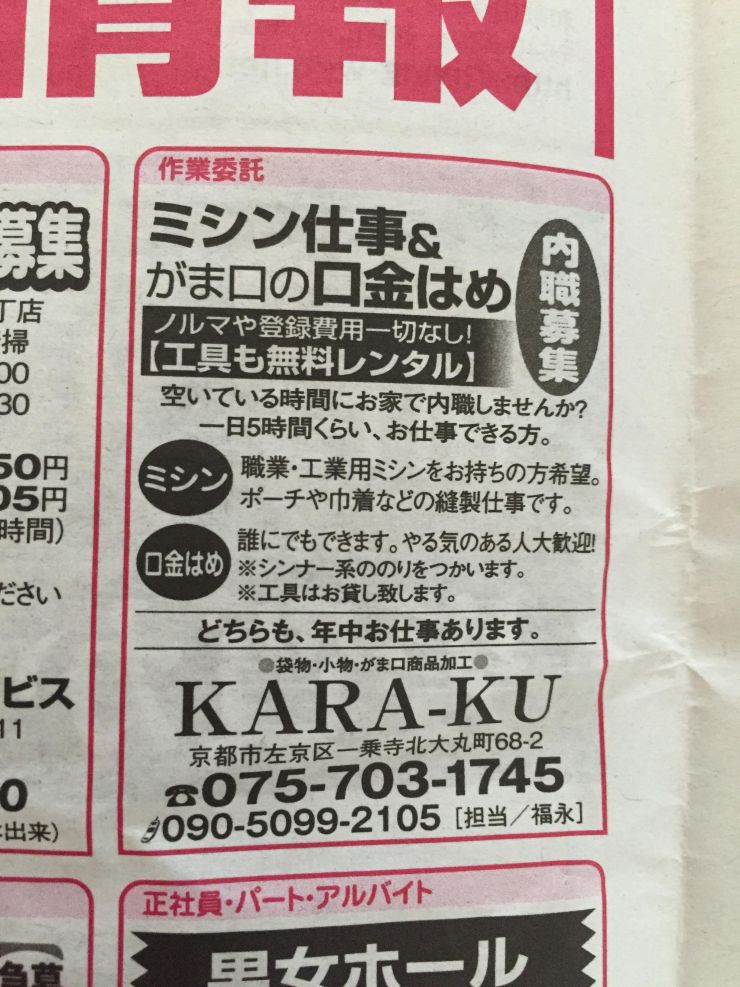 情報
募集
丁店
掃
00
30
50円
05円
時間）
ださい
ビス
11
0
出来）
急募
作業委託
ミシン仕事&
がま口の口金はめ
内職募集
ノルマや登録費用一切なし!
【工具も無料レンタル】
空いている時間にお家で内職しませんか?
一日5時間くらい、お仕事できる方。
ミシン
職業・工業用ミシンをお持ちの方希望。
ポーチや巾着などの縫製仕事です。
口金はめ
誰にでもできます。やる気のある人大歓迎!
※シンナー系ののりをつかいます。
※工具はお貸し致します。
どちらも、年中お仕事あります。
●袋物・小物・がま口商品加工●
KARA-KU
京都市左京区一乗寺北大丸町68-2
☎075-703-1745
090-5099-2105 [担当／福永]
正社員・パート・アルバイト
男女ホール